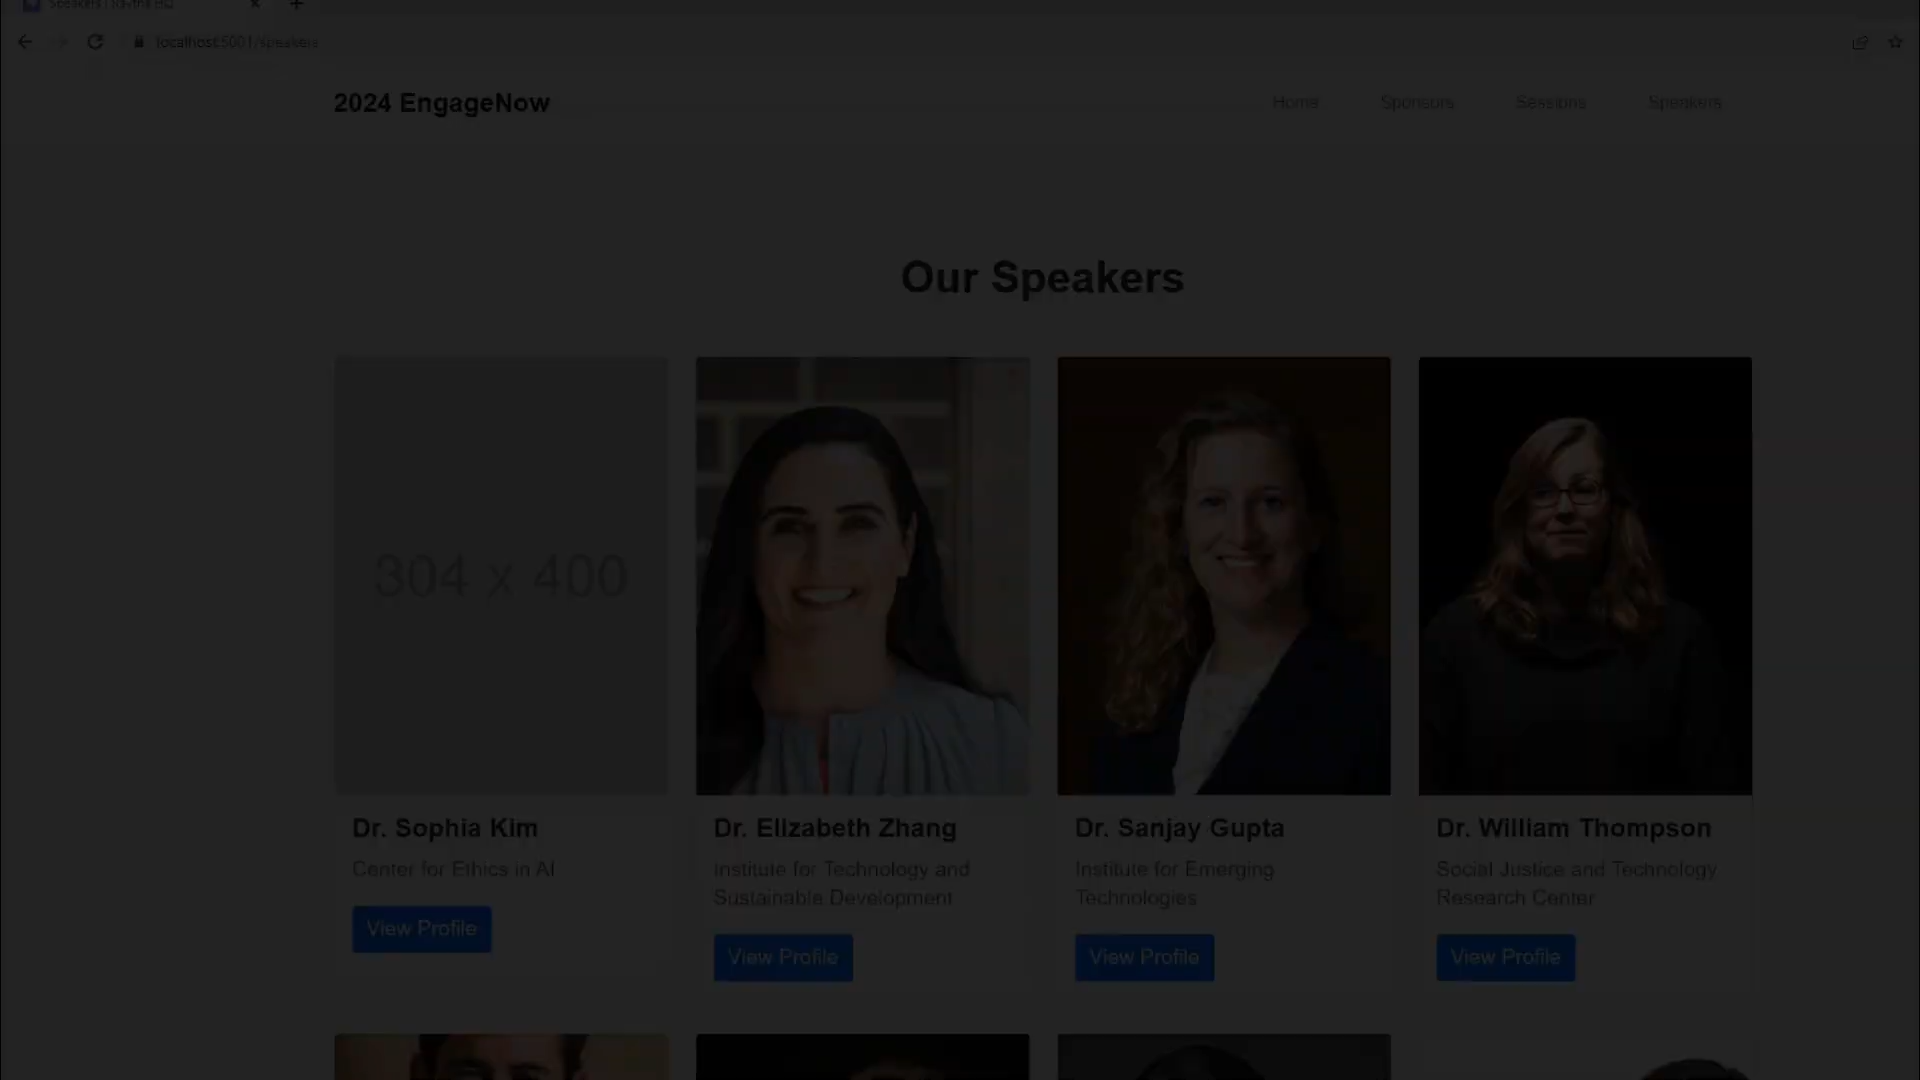 localhost:5001/speakers
2024 EngageNow
Home
Sponsors
Sessions
Speakers
Our Speakers
304 x 400
Dr. Sophia Kim
Center for Ethics in AI
View Profile
Dr. Elizabeth Zhang
Institute for Technology and
Sustainable Development
View Profile
Dr. Sanjay Gupta
Institute for Emerging
Technologies
View Profile
Dr. William Thompson
Social Justice and Technology
Research Center
View Profile